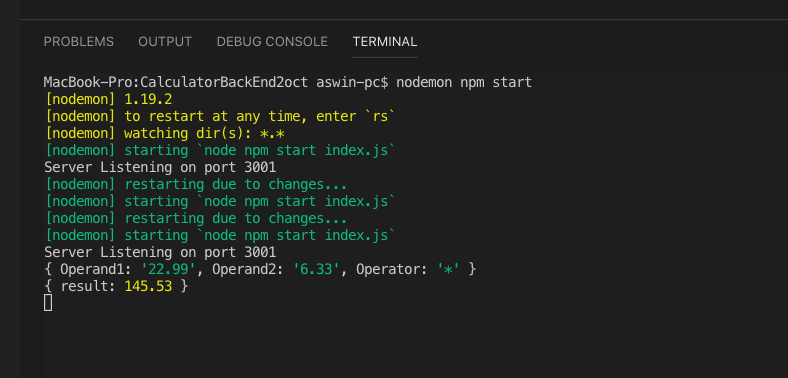 PROBLEMS OUTPUT DEBUG CONSOLE TERMINAL
MacBook-Pro:CalculatorBackEnd2oct aswin-pc$ nodemon npm start
[nodemon] 1.19.2
[nodemon] to restart at any time, enter `rs`
[nodemon] watching dir(s): *.*
[nodemon] starting `node npm start index.js`
Server Listening on port 3001
[nodemon] restarting due to changes...
[nodemon] starting `node npm start index.js`
[nodemon] restarting due to changes...
[nodemon] starting `node npm start index.js`
Server Listening on port 3001
{ Operand1: '22.99', Operand2: '6.33', Operator: '*' }
{ result: 145.53 }